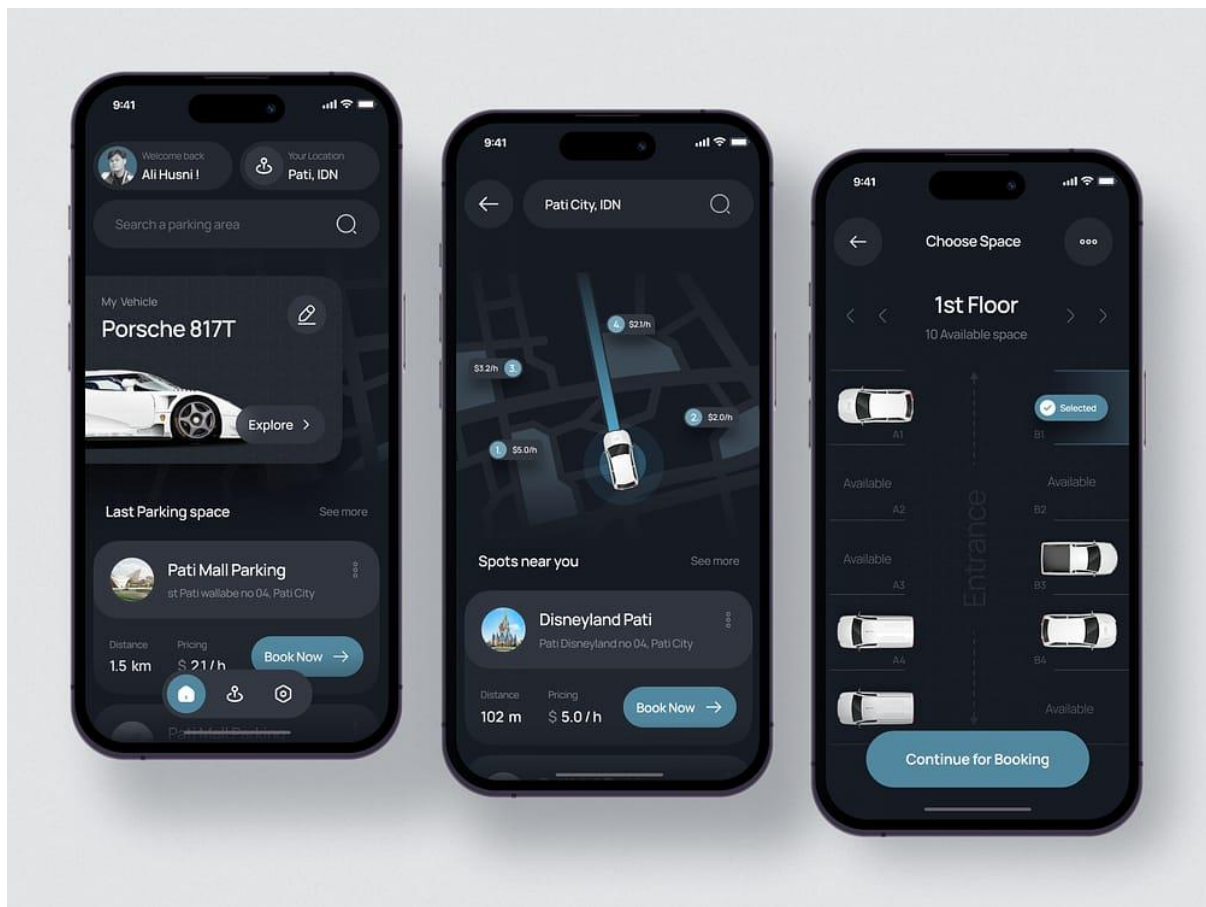 9:41
Welcome back
Ali Husni !
Your Location
Pati, IDN
Search a parking area
My Vehicle
Porsche 817T
Explore
Last Parking space
See more
Pati Mall Parking
st Pati wallabe no 04, Pati City
Distance
Pricing
1.5 km
$ 21/h
Book Now
Pati Mall Parking
9:41
Pati City, IDN
4. $2.1/h
$3.2/h 3.
2. $2.0/h
1. $5.0/h
Spots near you
See more
Disneyland Pati
Pati Disneyland no 04, Pati City
Distance
Pricing
102 m
$ 5.0 / h
Book Now
9:41
Choose Space
1st Floor
10 Available space
Selected
A1
B1
Available
Available
A2
B2
Entrance
Available
A3
B3
A4
B4
Available
Continue for Booking